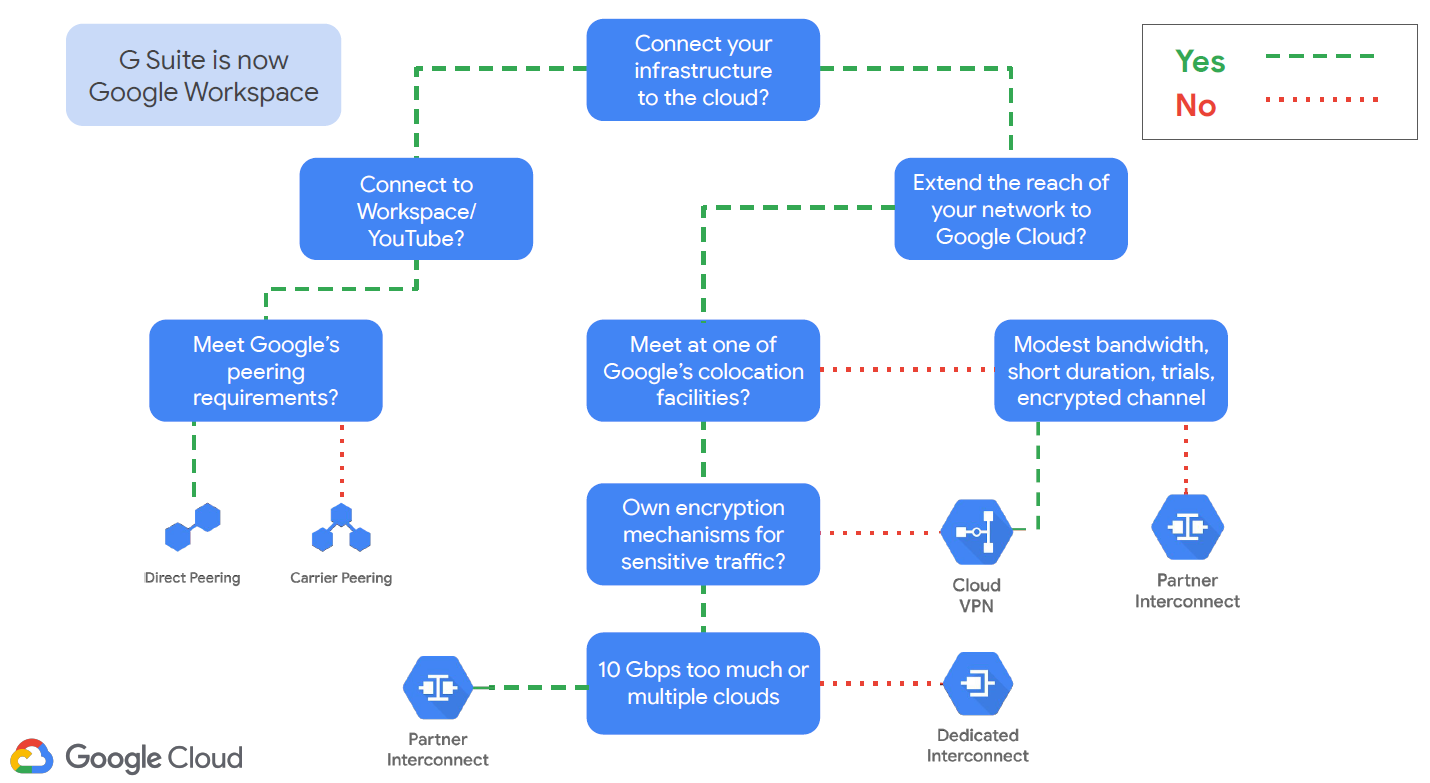 G Suite is now
Google Workspace
Connect your
infrastructure
to the cloud?
Yes
No
Connect to
Workspace/
YouTube?
Extend the reach of
your network to
Google Cloud?
Meet Google's
peering
requirements?
Meet at one of
Google's colocation
facilities?
Modest bandwidth,
short duration, trials,
encrypted channel
Direct Peering
Carrier Peering
Own encryption
mechanisms for
sensitive traffic?
Cloud
VPN
Partner
Interconnect
10 Gbps too much or
multiple clouds
Partner
Interconnect
Dedicated
Interconnect
Google Cloud